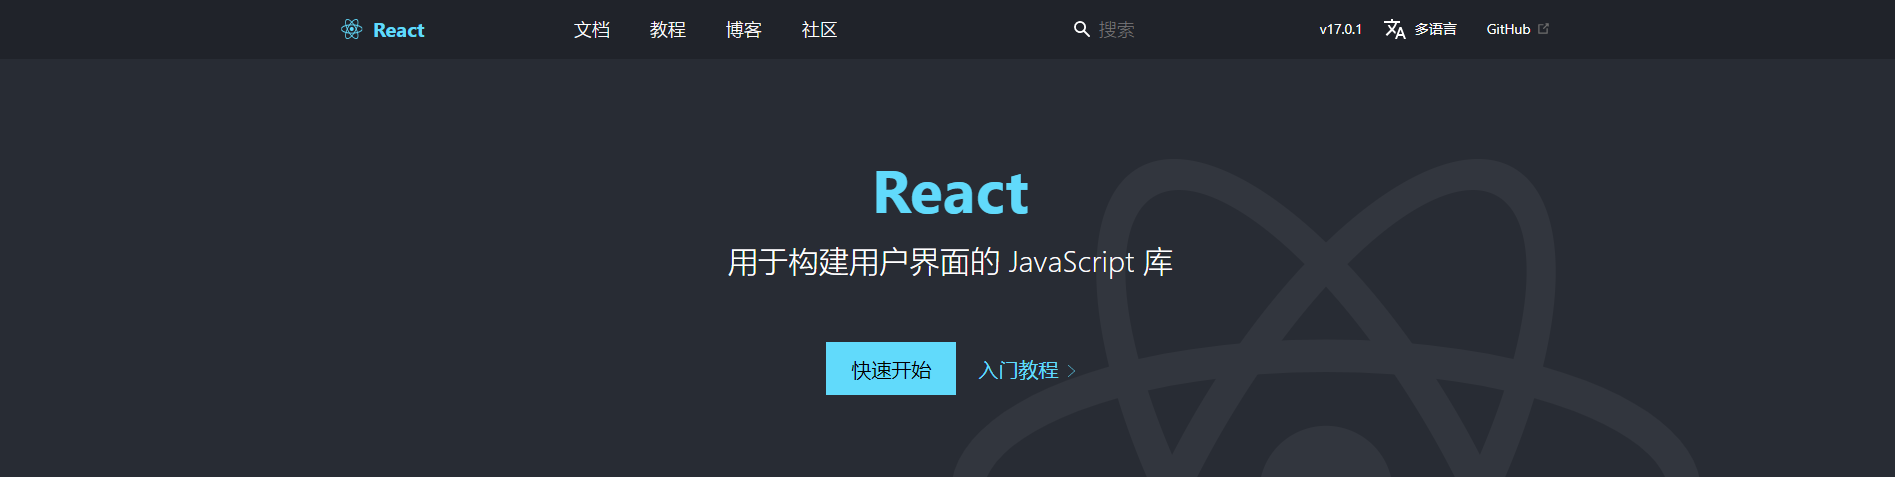 React 文档 教程 博客 社区 搜索 v17.0.1 多语言 GitHub
React
用于构建用户界面的 JavaScript 库
快速开始 入门教程